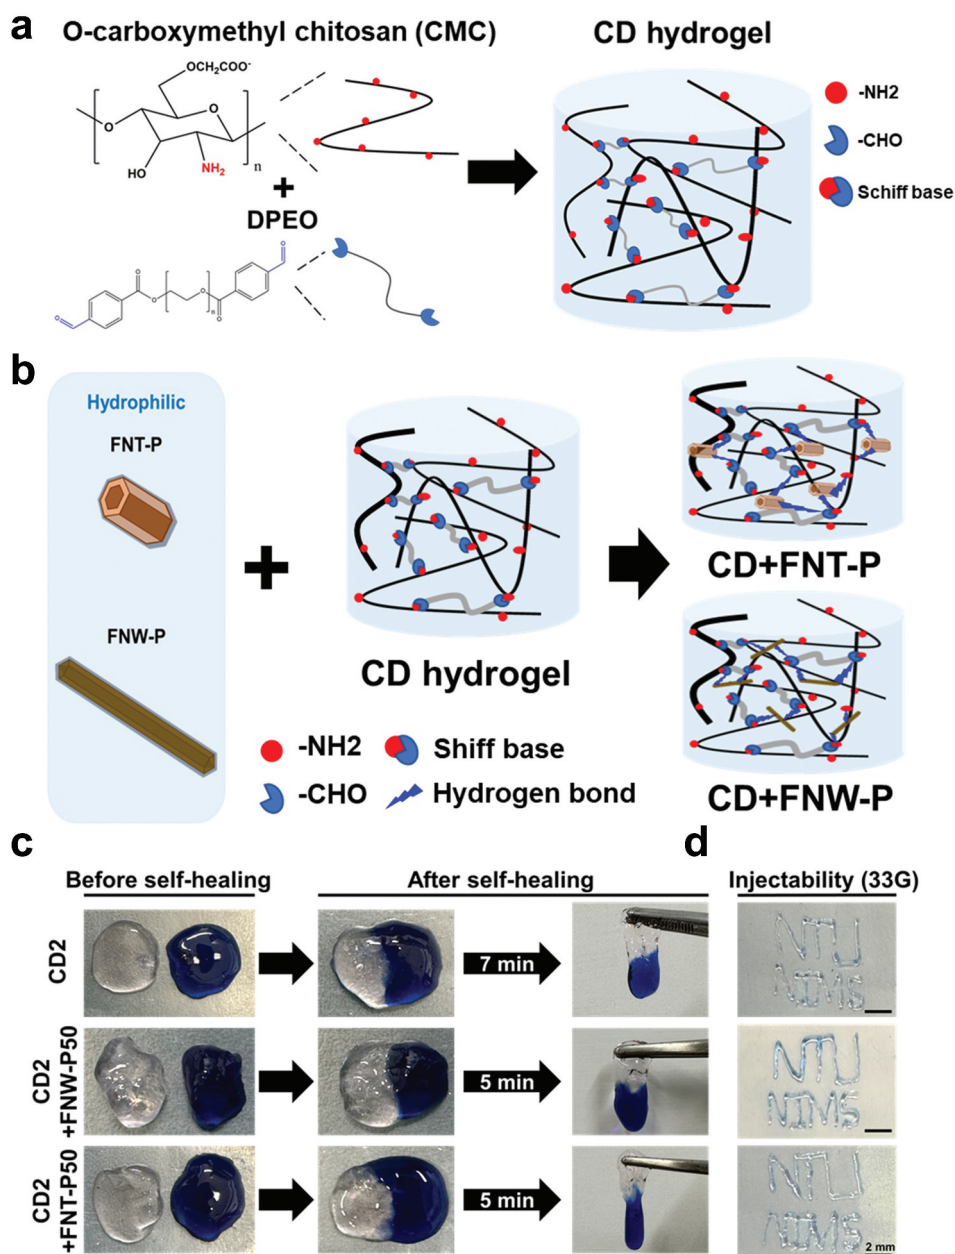 a
O-carboxymethyl chitosan (CMC)
CD hydrogel
OCH2COO-
O
O
HO
NH2
n
+
DPEO
-NH2
-CHO
Schiff base
O
O
O
O
n
O
O
b
Hydrophilic
FNT-P
FNW-P
+
CD hydrogel
CD+FNT-P
CD+FNW-P
-NH2
Shiff base
-CHO
Hydrogen bond
c
d
Before self-healing
After self-healing
Injectability (33G)
CD2
7 min
NTU
NIMS
CD2
+FNW-P50
5 min
NTU
NIMS
CD2
+FNT-P50
5 min
NTU
NIMS
2 mm